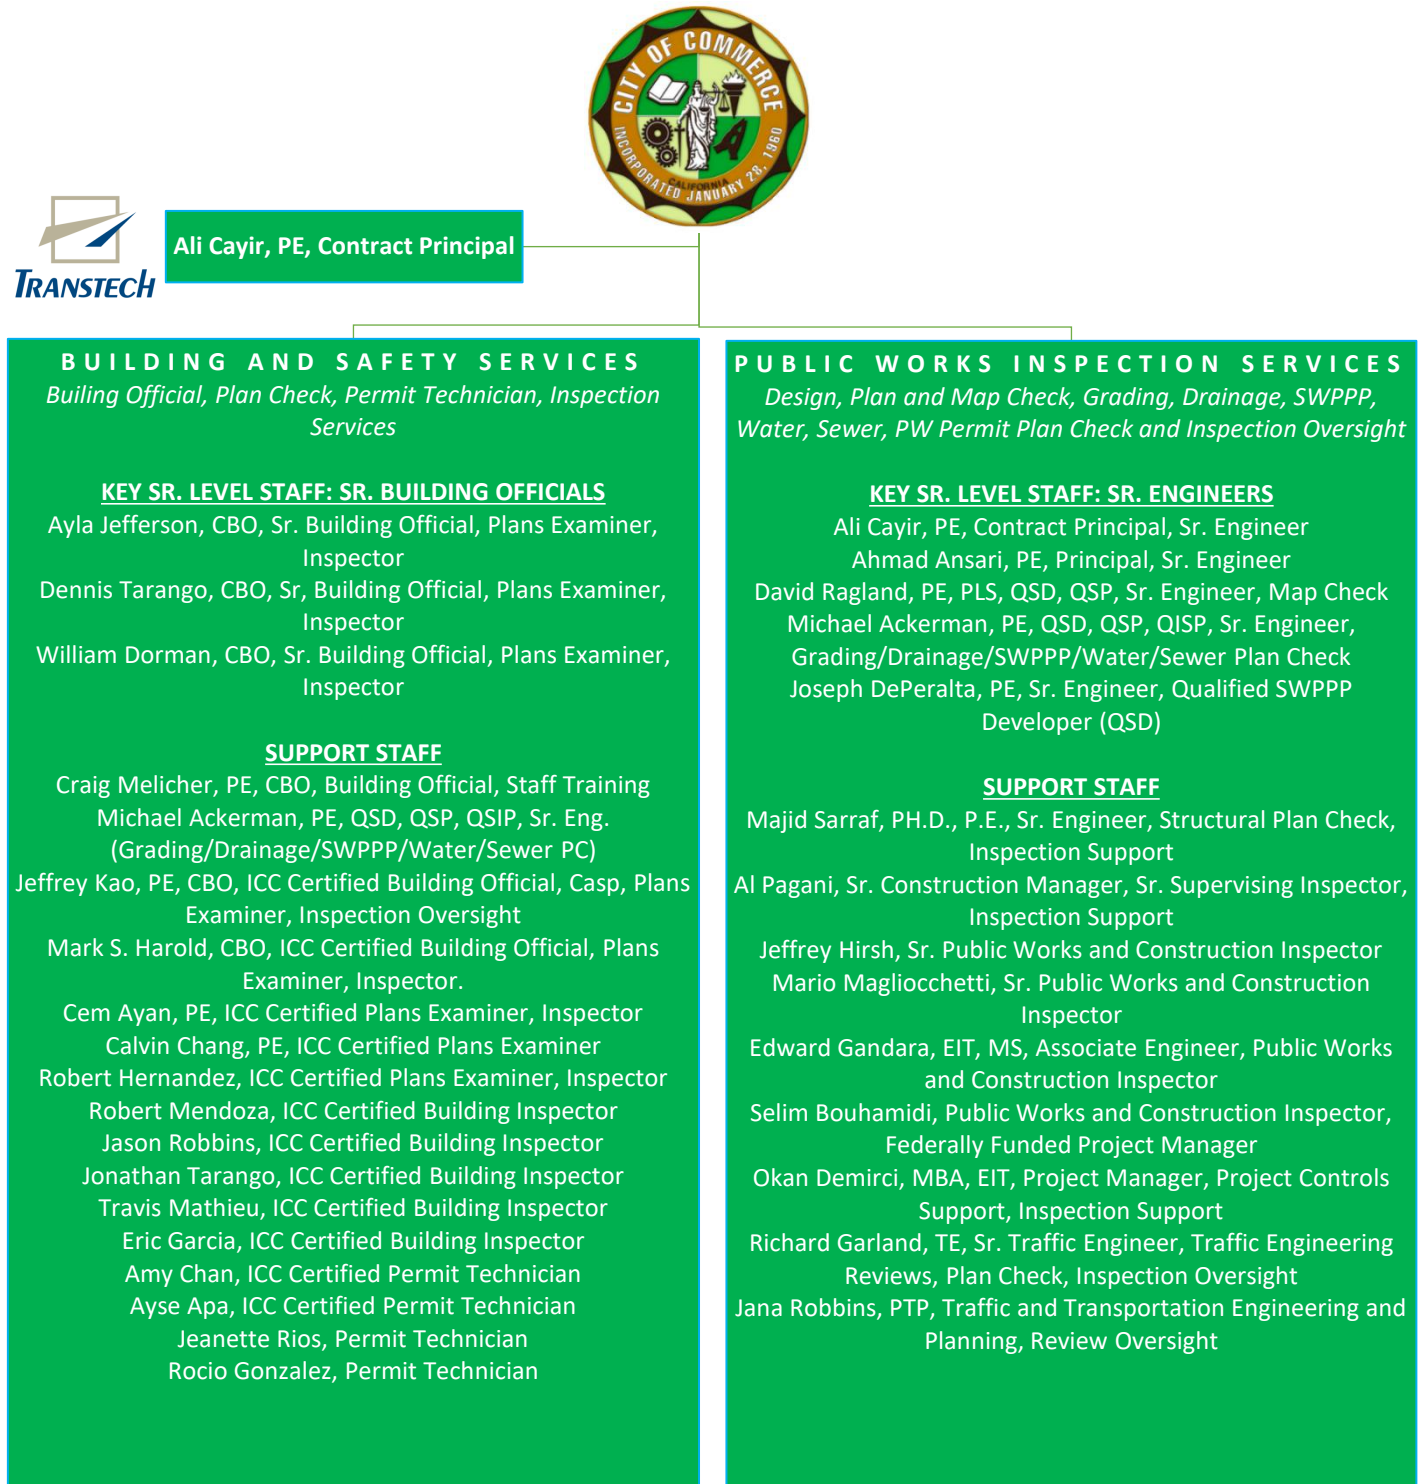 CITY OF COMMERCE
CALIFORNIA
INCORPORATED JANUARY 28, 1960
TRANSTECH
Ali Cayir, PE, Contract Principal
BUILDING AND SAFETY SERVICES
Builing Official, Plan Check, Permit Technician, Inspection
Services
KEY SR. LEVEL STAFF: SR. BUILDING OFFICIALS
Ayla Jefferson, CBO, Sr. Building Official, Plans Examiner,
Inspector
Dennis Tarango, CBO, Sr, Building Official, Plans Examiner,
Inspector
William Dorman, CBO, Sr. Building Official, Plans Examiner,
Inspector
SUPPORT STAFF
Craig Melicher, PE, CBO, Building Official, Staff Training
Michael Ackerman, PE, QSD, QSP, QSIP, Sr. Eng.
(Grading/Drainage/SWPPP/Water/Sewer PC)
Jeffrey Kao, PE, CBO, ICC Certified Building Official, Casp, Plans
Examiner, Inspection Oversight
Mark S. Harold, CBO, ICC Certified Building Official, Plans
Examiner, Inspector.
Cem Ayan, PE, ICC Certified Plans Examiner, Inspector
Calvin Chang, PE, ICC Certified Plans Examiner
Robert Hernandez, ICC Certified Plans Examiner, Inspector
Robert Mendoza, ICC Certified Building Inspector
Jason Robbins, ICC Certified Building Inspector
Jonathan Tarango, ICC Certified Building Inspector
Travis Mathieu, ICC Certified Building Inspector
Eric Garcia, ICC Certified Building Inspector
Amy Chan, ICC Certified Permit Technician
Ayse Apa, ICC Certified Permit Technician
Jeanette Rios, Permit Technician
Rocio Gonzalez, Permit Technician
PUBLIC WORKS INSPECTION SERVICES
Design, Plan and Map Check, Grading, Drainage, SWPPP,
Water, Sewer, PW Permit Plan Check and Inspection Oversight
KEY SR. LEVEL STAFF: SR. ENGINEERS
Ali Cayir, PE, Contract Principal, Sr. Engineer
Ahmad Ansari, PE, Principal, Sr. Engineer
David Ragland, PE, PLS, QSD, QSP, Sr. Engineer, Map Check
Michael Ackerman, PE, QSD, QSP, QISP, Sr. Engineer,
Grading/Drainage/SWPPP/Water/Sewer Plan Check
Joseph DePeralta, PE, Sr. Engineer, Qualified SWPPP
Developer (QSD)
SUPPORT STAFF
Majid Sarraf, PH.D., P.E., Sr. Engineer, Structural Plan Check,
Inspection Support
Al Pagani, Sr. Construction Manager, Sr. Supervising Inspector,
Inspection Support
Jeffrey Hirsh, Sr. Public Works and Construction Inspector
Mario Magliocchetti, Sr. Public Works and Construction
Inspector
Edward Gandara, EIT, MS, Associate Engineer, Public Works
and Construction Inspector
Selim Bouhamidi, Public Works and Construction Inspector,
Federally Funded Project Manager
Okan Demirci, MBA, EIT, Project Manager, Project Controls
Support, Inspection Support
Richard Garland, TE, Sr. Traffic Engineer, Traffic Engineering
Reviews, Plan Check, Inspection Oversight
Jana Robbins, PTP, Traffic and Transportation Engineering and
Planning, Review Oversight